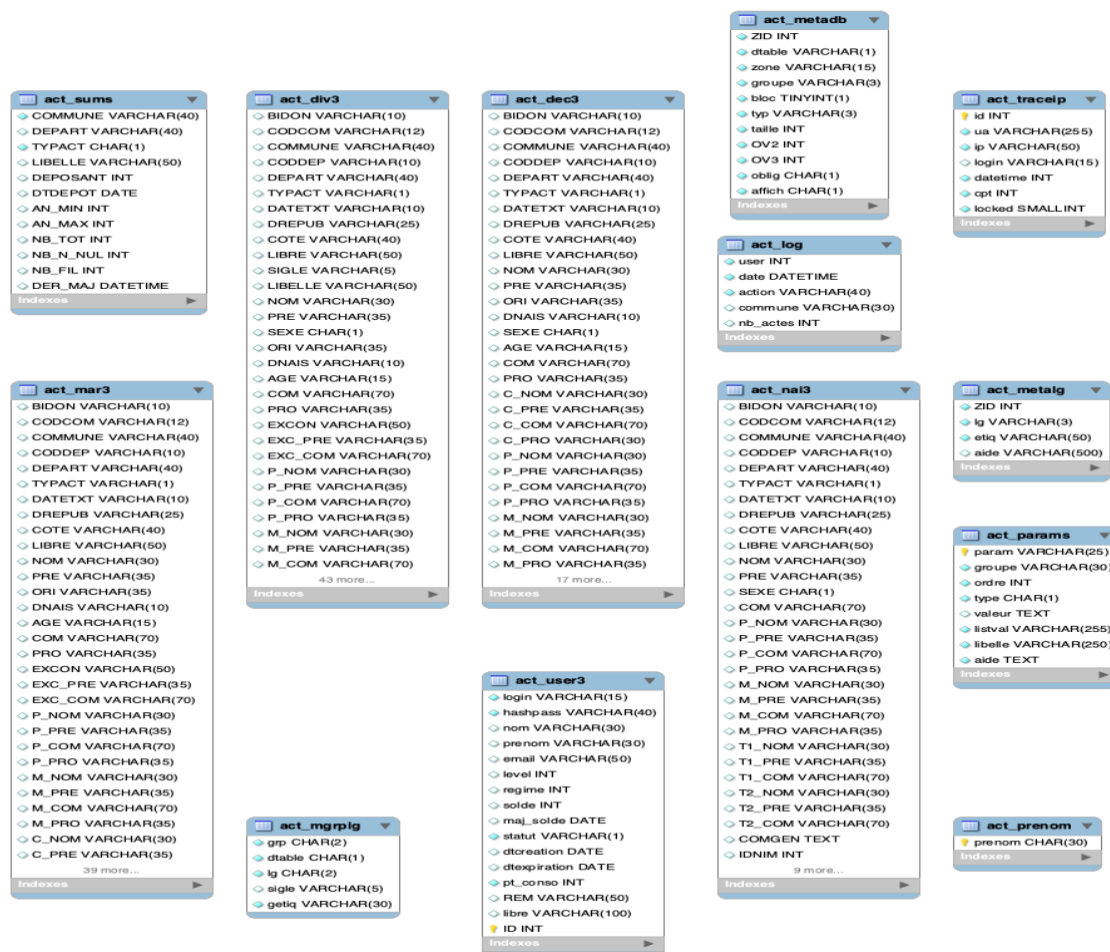 act_metadb
ZID INT
dtable VARCHAR(1)
zone VARCHAR(15)
groupe VARCHAR(3)
bloc TINYINT(1)
typ VARCHAR(3)
taille INT
OV2 INT
OV3 INT
oblig CHAR(1)
affich CHAR(1)
Indexes
act_sums
COMMUNE VARCHAR(40)
DEPART VARCHAR(40)
TYPACT CHAR(1)
LIBELLE VARCHAR(50)
DEPOSANT INT
DTDEPOT DATE
AN_MIN INT
AN_MAX INT
NB_TOT INT
NB_N_NUL INT
NB_FIL INT
DER_MAJ DATETIME
Indexes
act_div3
BIDON VARCHAR(10)
CODCOM VARCHAR(12)
COMMUNE VARCHAR(40)
CODDEP VARCHAR(10)
DEPART VARCHAR(40)
TYPACT VARCHAR(1)
DATETXT VARCHAR(10)
DREPUB VARCHAR(25)
COTE VARCHAR(40)
LIBRE VARCHAR(50)
SIGLE VARCHAR(5)
LIBELLE VARCHAR(50)
NOM VARCHAR(30)
PRE VARCHAR(35)
SEXE CHAR(1)
ORI VARCHAR(35)
DNAIS VARCHAR(10)
AGE VARCHAR(15)
COM VARCHAR(70)
PRO VARCHAR(35)
EXCON VARCHAR(50)
EXC_PRE VARCHAR(35)
EXC_COM VARCHAR(70)
P_NOM VARCHAR(30)
P_PRE VARCHAR(35)
P_COM VARCHAR(70)
P_PRO VARCHAR(35)
M_NOM VARCHAR(30)
M_PRE VARCHAR(35)
M_COM VARCHAR(70)
43 more...
Indexes
act_dec3
BIDON VARCHAR(10)
CODCOM VARCHAR(12)
COMMUNE VARCHAR(40)
CODDEP VARCHAR(10)
DEPART VARCHAR(40)
TYPACT VARCHAR(1)
DATETXT VARCHAR(10)
DREPUB VARCHAR(25)
COTE VARCHAR(40)
LIBRE VARCHAR(50)
NOM VARCHAR(30)
PRE VARCHAR(35)
ORI VARCHAR(35)
DNAIS VARCHAR(10)
SEXE CHAR(1)
AGE VARCHAR(15)
COM VARCHAR(70)
PRO VARCHAR(35)
C_NOM VARCHAR(30)
C_PRE VARCHAR(35)
C_COM VARCHAR(70)
C_PRO VARCHAR(35)
P_NOM VARCHAR(30)
P_PRE VARCHAR(35)
P_COM VARCHAR(70)
P_PRO VARCHAR(35)
M_NOM VARCHAR(30)
M_PRE VARCHAR(35)
M_COM VARCHAR(70)
M_PRO VARCHAR(35)
17 more...
Indexes
act_traceip
id INT
ua VARCHAR(255)
ip VARCHAR(50)
login VARCHAR(15)
datetime INT
cpt INT
locked SMALLINT
Indexes
act_log
user INT
date DATETIME
action VARCHAR(40)
commune VARCHAR(30)
nb_actes INT
Indexes
act_mar3
BIDON VARCHAR(10)
CODCOM VARCHAR(12)
COMMUNE VARCHAR(40)
CODDEP VARCHAR(10)
DEPART VARCHAR(40)
TYPACT VARCHAR(1)
DATETXT VARCHAR(10)
DREPUB VARCHAR(25)
COTE VARCHAR(40)
LIBRE VARCHAR(50)
NOM VARCHAR(30)
PRE VARCHAR(35)
ORI VARCHAR(35)
DNAIS VARCHAR(10)
AGE VARCHAR(15)
COM VARCHAR(70)
PRO VARCHAR(35)
EXCON VARCHAR(50)
EXC_PRE VARCHAR(35)
EXC_COM VARCHAR(70)
P_NOM VARCHAR(30)
P_PRE VARCHAR(35)
P_COM VARCHAR(70)
P_PRO VARCHAR(35)
M_NOM VARCHAR(30)
M_PRE VARCHAR(35)
M_COM VARCHAR(70)
M_PRO VARCHAR(35)
C_NOM VARCHAR(30)
C_PRE VARCHAR(35)
39 more...
Indexes
act_nai3
BIDON VARCHAR(10)
CODCOM VARCHAR(12)
COMMUNE VARCHAR(40)
CODDEP VARCHAR(10)
DEPART VARCHAR(40)
TYPACT VARCHAR(1)
DATETXT VARCHAR(10)
DREPUB VARCHAR(25)
COTE VARCHAR(40)
LIBRE VARCHAR(50)
NOM VARCHAR(30)
PRE VARCHAR(35)
SEXE CHAR(1)
COM VARCHAR(70)
P_NOM VARCHAR(30)
P_PRE VARCHAR(35)
P_COM VARCHAR(70)
P_PRO VARCHAR(35)
M_NOM VARCHAR(30)
M_PRE VARCHAR(35)
M_COM VARCHAR(70)
M_PRO VARCHAR(35)
T1_NOM VARCHAR(30)
T1_PRE VARCHAR(35)
T1_COM VARCHAR(70)
T2_NOM VARCHAR(30)
T2_PRE VARCHAR(35)
T2_COM VARCHAR(70)
COMGEN TEXT
IDNIM INT
9 more...
Indexes
act_metalg
ZID INT
lg VARCHAR(3)
etiq VARCHAR(50)
aide VARCHAR(500)
Indexes
act_params
param VARCHAR(25)
groupe VARCHAR(30)
ordre INT
type CHAR(1)
valeur TEXT
listval VARCHAR(255)
libelle VARCHAR(250)
aide TEXT
Indexes
act_user3
login VARCHAR(15)
hashpass VARCHAR(40)
nom VARCHAR(30)
prenom VARCHAR(30)
email VARCHAR(50)
level INT
regime INT
solde INT
maj_solde DATE
statut VARCHAR(1)
dtcreation DATE
dtexpiration DATE
pt_conso INT
REM VARCHAR(50)
libre VARCHAR(100)
ID INT
Indexes
act_mgrplg
grp CHAR(2)
dtable CHAR(1)
lg CHAR(2)
sigle VARCHAR(5)
getiq VARCHAR(30)
Indexes
act_prenom
prenom CHAR(30)
Indexes